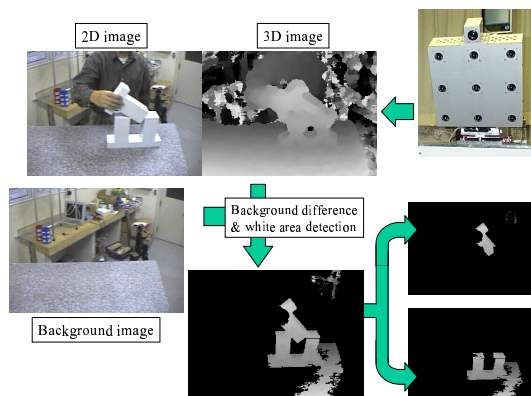 2D image
3D image
Background difference
& white area detection
Background image